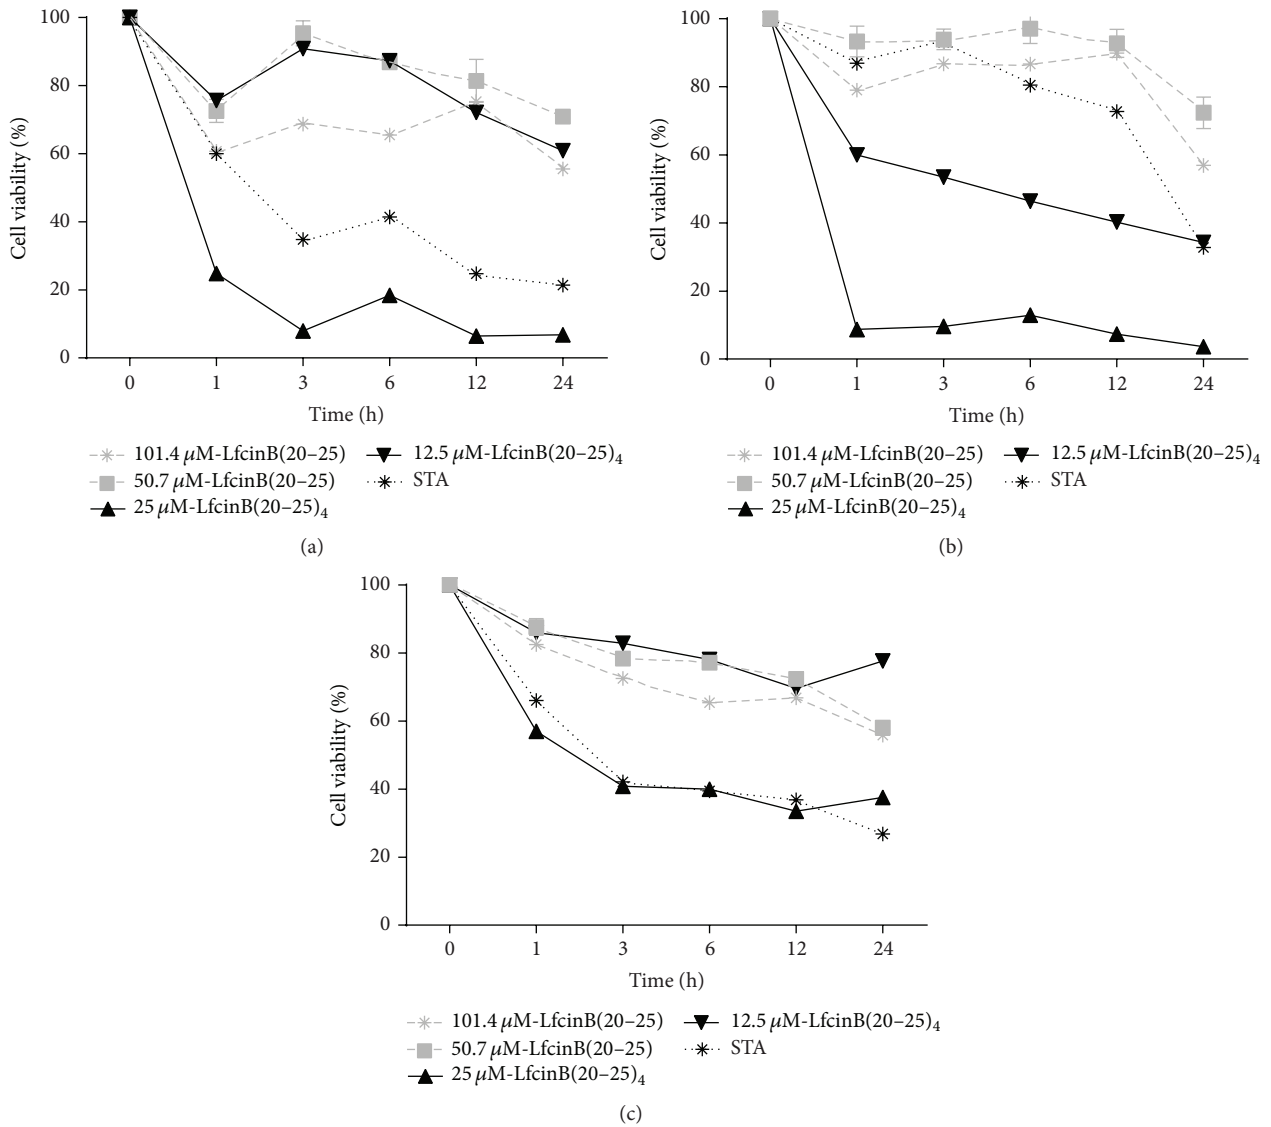 100
80
60
40
20
0
Cell viability (%)
0 1 3 6 12 24
Time (h)
101.4 μM-LfcinB(20–25)
50.7 μM-LfcinB(20–25)
25 μM-LfcinB(20–25)₄
12.5 μM-LfcinB(20–25)₄
STA
(a)
100
80
60
40
20
0
Cell viability (%)
0 1 3 6 12 24
Time (h)
101.4 μM-LfcinB(20–25)
50.7 μM-LfcinB(20–25)
25 μM-LfcinB(20–25)₄
12.5 μM-LfcinB(20–25)₄
STA
(b)
100
80
60
40
20
0
Cell viability (%)
0 1 3 6 12 24
Time (h)
101.4 μM-LfcinB(20–25)
50.7 μM-LfcinB(20–25)
25 μM-LfcinB(20–25)₄
12.5 μM-LfcinB(20–25)₄
STA
(c)